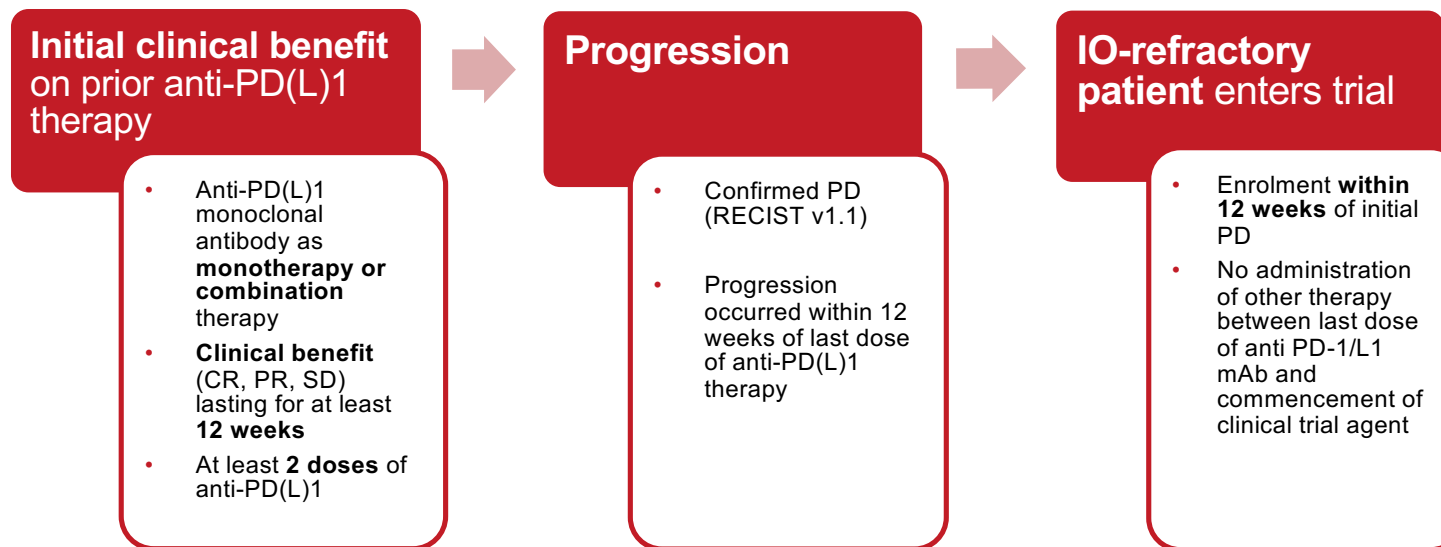 Initial clinical benefit
on prior anti-PD(L)1
therapy
• Anti-PD(L)1
monoclonal
antibody as
monotherapy or
combination
therapy
• Clinical benefit
(CR, PR, SD)
lasting for at least
12 weeks
• At least 2 doses of
anti-PD(L)1
Progression
• Confirmed PD
(RECIST v1.1)
• Progression
occurred within 12
weeks of last dose
of anti-PD(L)1
therapy
IO-refractory
patient enters trial
• Enrolment within
12 weeks of initial
PD
• No administration
of other therapy
between last dose
of anti PD-1/L1
mAb and
commencement of
clinical trial agent